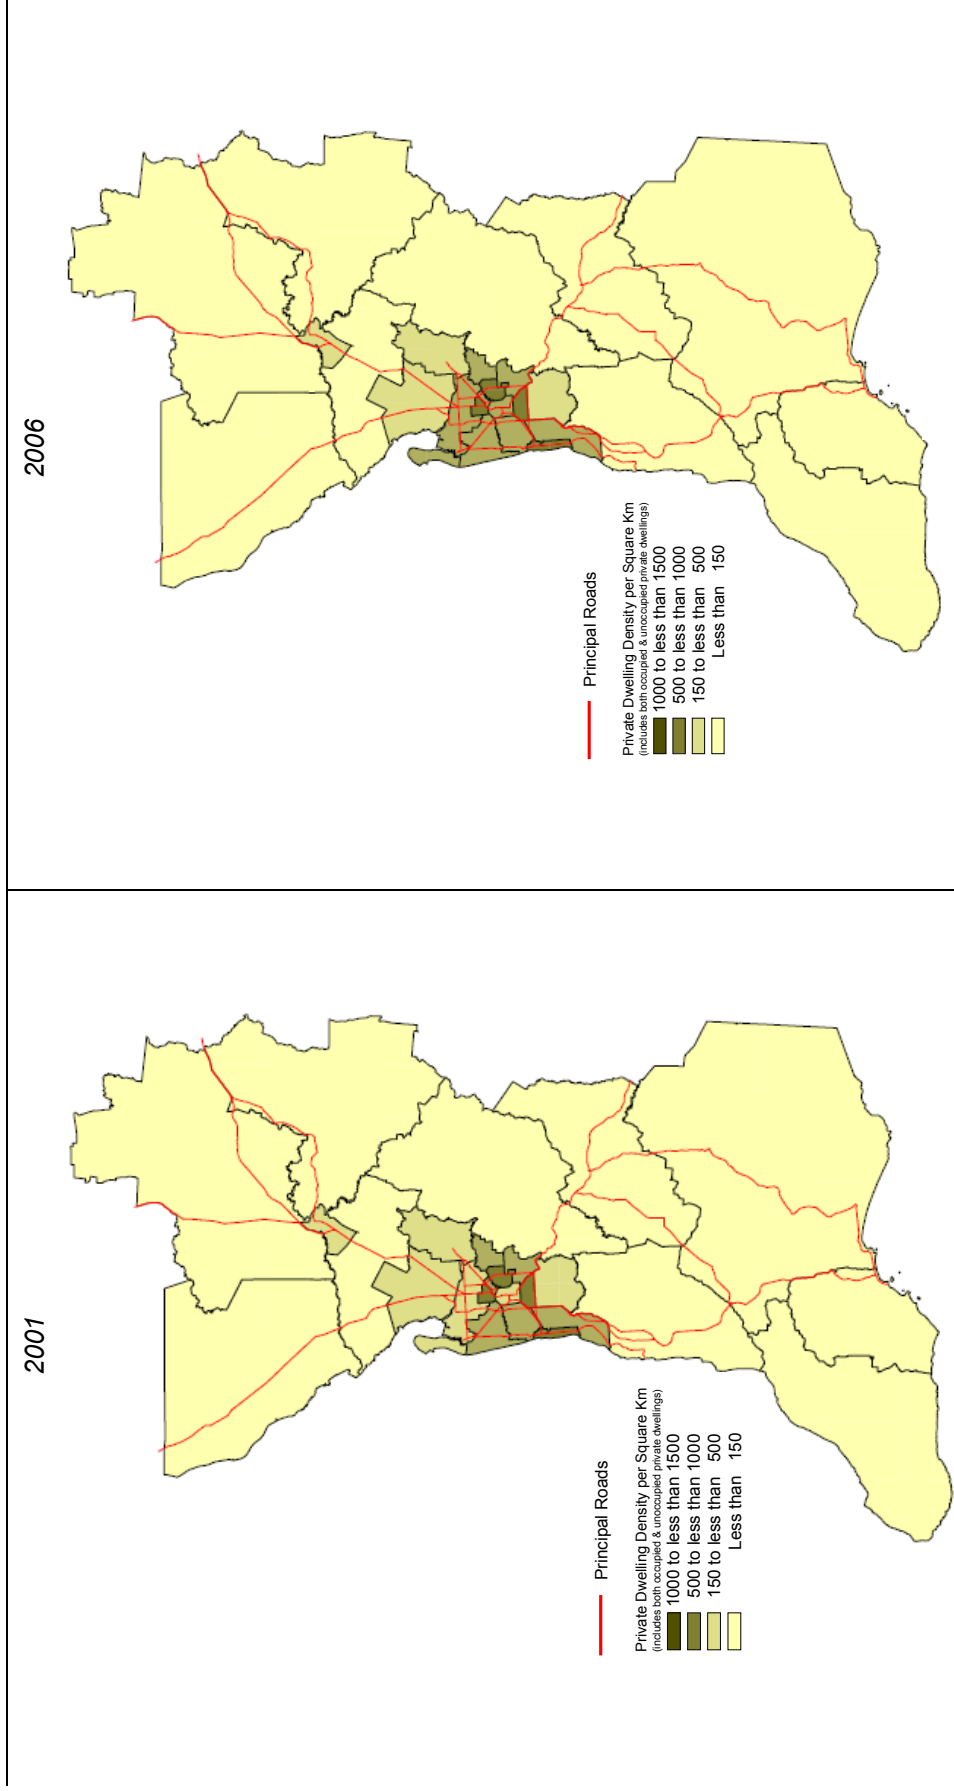 2006
Principal Roads
Private Dwelling Density per Square Km
(includes both occupied & unoccupied private dwellings)
1000 to less than 1500
500 to less than 1000
150 to less than 500
Less than 150
2001
Principal Roads
Private Dwelling Density per Square Km
(includes both occupied & unoccupied private dwellings)
1000 to less than 1500
500 to less than 1000
150 to less than 500
Less than 150